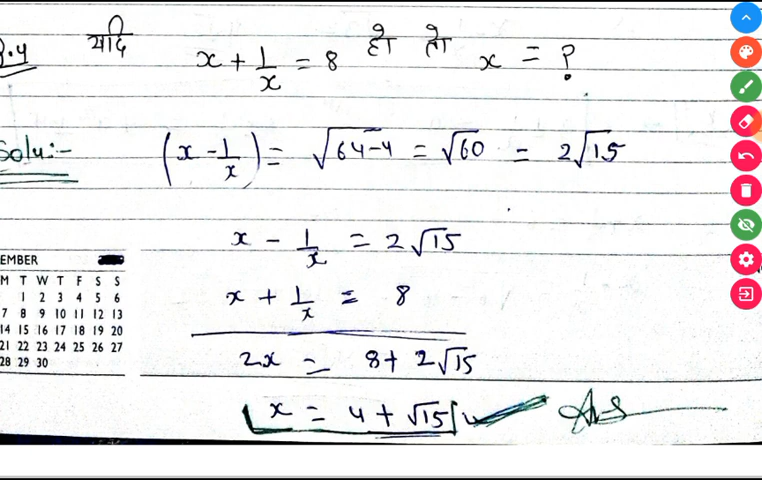 Q.4 यदि x + 1/x = 8 हो तो x = ?
Solu:- (x - 1/x) = √64-4 = √60 = 2√15
x - 1/x = 2√15
x + 1/x = 8
2x = 8 + 2√15
x = 4 + √15 Ans
EMBER
M T W T F S S
1 2 3 4 5 6
7 8 9 10 11 12 13
14 15 16 17 18 19 20
21 22 23 24 25 26 27
28 29 30